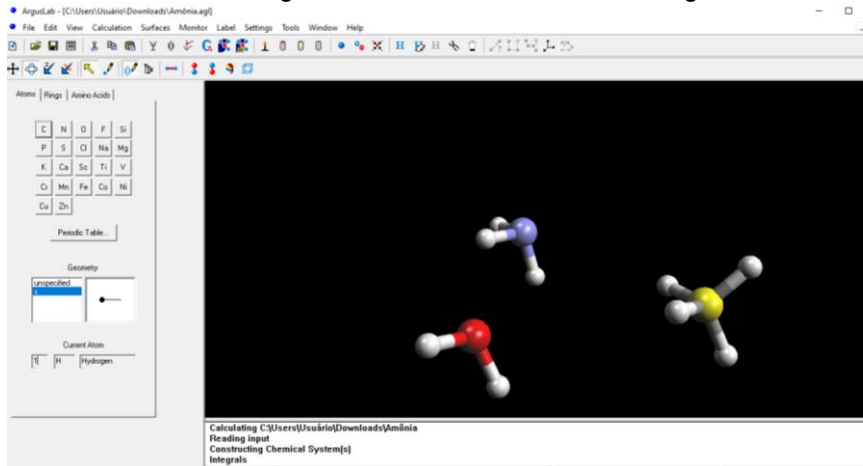 ArgusLab - [C:\Users\Usuário\Downloads\Amônia.agl]
File Edit View Calculation Surfaces Monitor Label Settings Tools Window Help
Atoms Rings Amino Acids
C N O F Si
P S Cl Na Mg
K Ca Sc Ti V
Cr Mn Fe Co Ni
Cu Zn
Periodic Table...
Geometry
unspecified
s
Current Atom
1 H Hydrogen
Calculating C:\Users\Usuário\Downloads\Amônia
Reading input
Constructing Chemical System(s)
Integrals